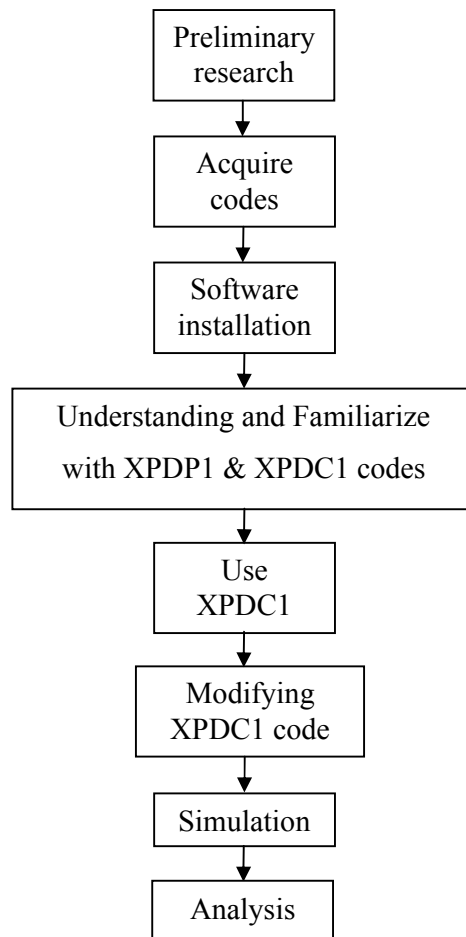 Preliminary
research
Acquire
codes
Software
installation
Understanding and Familiarize
with XPDP1 & XPDC1 codes
Use
XPDC1
Modifying
XPDC1 code
Simulation
Analysis